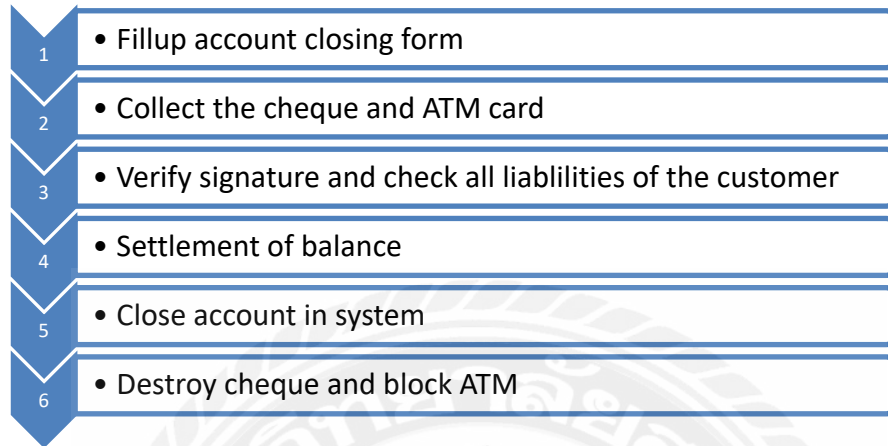 1
• Fillup account closing form
2
• Collect the cheque and ATM card
3
• Verify signature and check all liablilities of the customer
4
• Settlement of balance
5
• Close account in system
6
• Destroy cheque and block ATM